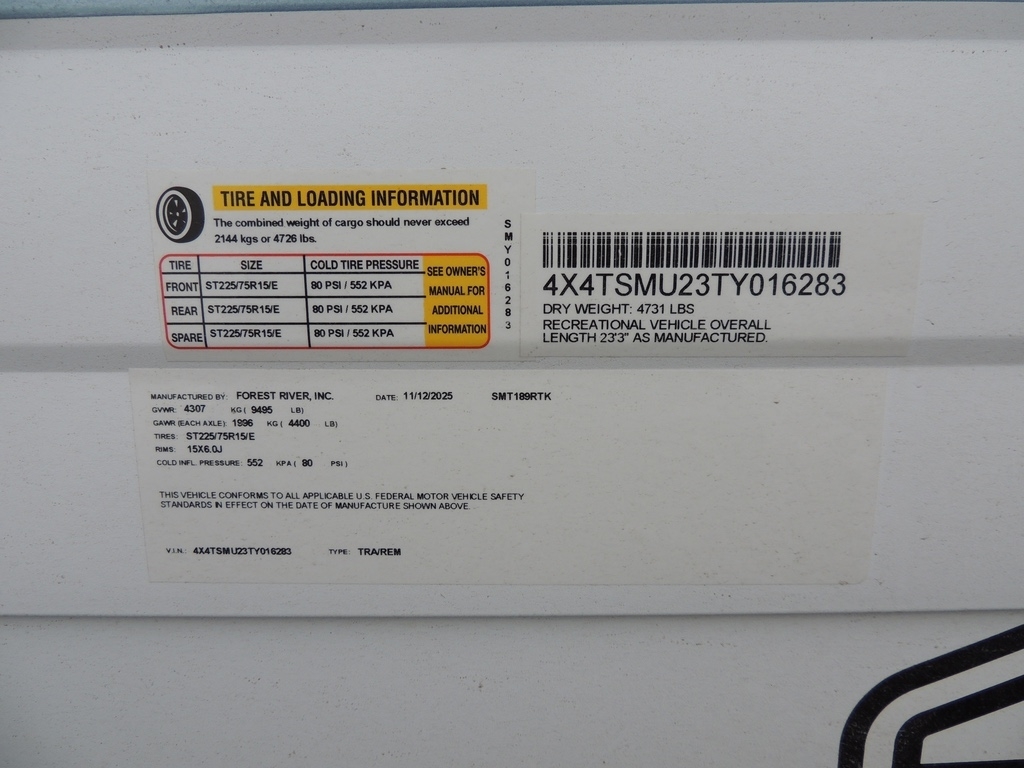 TIRE AND LOADING INFORMATION
The combined weight of cargo should never exceed
2144 kgs or 4726 lbs.
TIRE SIZE COLD TIRE PRESSURE
FRONT ST225/75R15/E 80 PSI / 552 KPA
REAR ST225/75R15/E 80 PSI / 552 KPA
SPARE ST225/75R15/E 80 PSI / 552 KPA
SEE OWNER'S
MANUAL FOR
ADDITIONAL
INFORMATION
SMY016283
4X4TSMU23TY016283
DRY WEIGHT: 4731 LBS
RECREATIONAL VEHICLE OVERALL
LENGTH 23'3" AS MANUFACTURED.
MANUFACTURED BY: FOREST RIVER, INC. DATE: 11/12/2025 SMT189RTK
GVWR: 4307 KG ( 9495 LB)
GAWR (EACH AXLE): 1996 KG ( 4400 LB)
TIRES: ST225/75R15/E
RIMS: 15X6.0J
COLD INFL. PRESSURE: 552 KPA ( 80 PSI)
THIS VEHICLE CONFORMS TO ALL APPLICABLE U.S. FEDERAL MOTOR VEHICLE SAFETY
STANDARDS IN EFFECT ON THE DATE OF MANUFACTURE SHOWN ABOVE.
V.I.N.: 4X4TSMU23TY016283 TYPE: TRA/REM